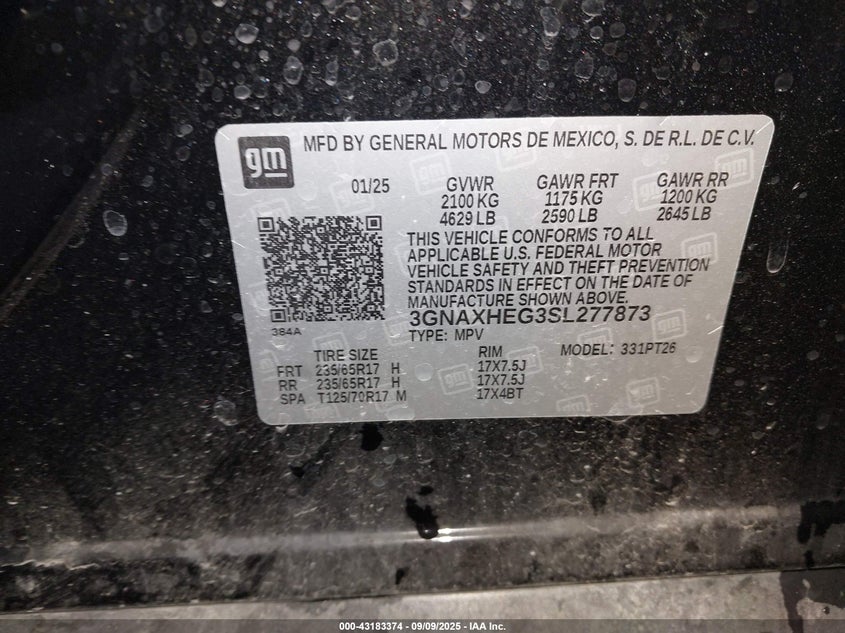 gm MFD BY GENERAL MOTORS DE MEXICO, S. DE R.L. DE C.V.
01/25 GVWR GAWR FRT GAWR RR
2100 KG 1175 KG 1200 KG
4629 LB 2590 LB 2645 LB
THIS VEHICLE CONFORMS TO ALL
APPLICABLE U.S. FEDERAL MOTOR
VEHICLE SAFETY AND THEFT PREVENTION
STANDARDS IN EFFECT ON THE DATE OF
MANUFACTURE SHOWN ABOVE.
3GNAXHEG3SL277873
384A
TYPE: MPV MODEL: 331PT26
TIRE SIZE RIM
FRT 235/65R17 H 17X7.5J
RR 235/65R17 H 17X7.5J
SPA T125/70R17 M 17X4BT
000-43183374 - 09/09/2025 - IAA Inc.